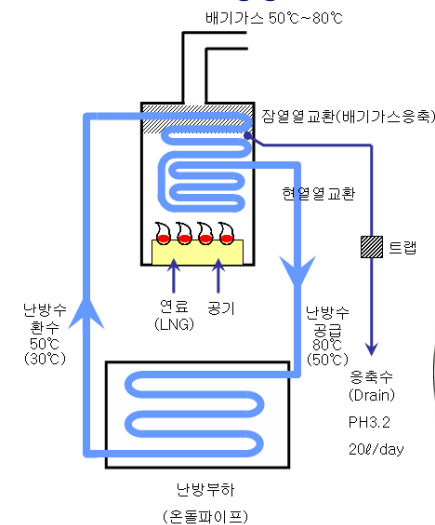 배기가스 50℃~80℃
잠열열교환(배기가스응축)
현열열교환
트랩
연료
(LNG)
공기
난방수
환수
50℃
(30℃)
난방수
공급
80℃
(50℃)
응축수
(Drain)
PH3.2
20ℓ/day
난방부하
(온돌파이프)